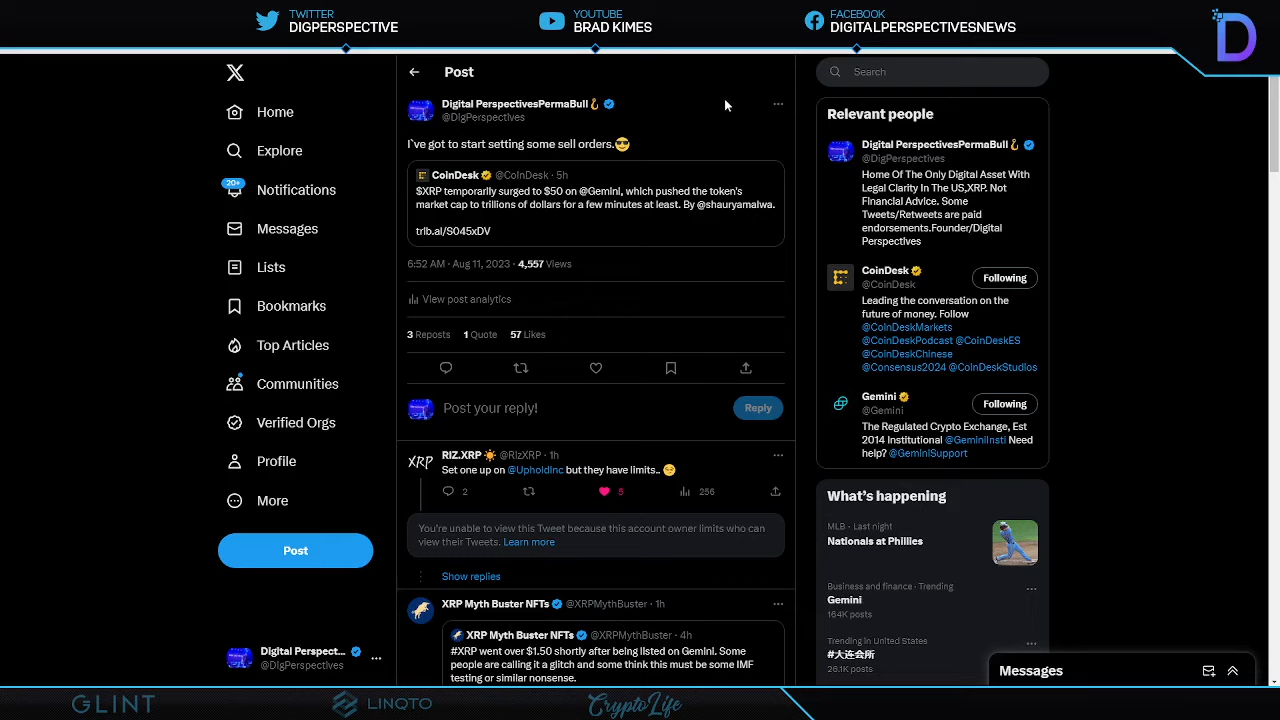 TWITTER
DIGPERSPECTIVE
YOUTUBE
BRAD KIMES
FACEBOOK
DIGITALPERSPECTIVESNEWS
D
Home
Explore
20+
Notifications
Messages
Lists
Bookmarks
Top Articles
Communities
Verified Orgs
Profile
More
Post
Digital Perspect...
@DigPerspectives
Post
Digital PerspectivesPermaBull
@DigPerspectives
I`ve got to start setting some sell orders.😎
CoinDesk @CoinDesk · 5h
$XRP temporarily surged to $50 on @Gemini, which pushed the token's
market cap to trillions of dollars for a few minutes at least. By @shauryamalwa.
trib.al/S045xDV
6:52 AM · Aug 11, 2023 · 4,557 Views
View post analytics
3 Reposts 1 Quote 57 Likes
Post your reply!
Reply
XRP
RIZ.XRP @RizXRP · 1h
Set one up on @UpholdInc but they have limits..
2 5 256
You're unable to view this Tweet because this account owner limits who can
view their Tweets. Learn more
Show replies
XRP Myth Buster NFTs @XRPMythBuster · 1h
XRP Myth Buster NFTs @XRPMythBuster · 4h
#XRP went over $1.50 shortly after being listed on Gemini. Some
people are calling it a glitch and some think this must be some IMF
testing or similar nonsense.
Search
Relevant people
Digital PerspectivesPermaBull
@DigPerspectives
Home Of The Only Digital Asset With
Legal Clarity In The US,XRP. Not
Financial Advice. Some
Tweets/Retweets are paid
endorsements.Founder/Digital
Perspectives
CoinDesk
@CoinDesk
Following
Leading the conversation on the
future of money. Follow
@CoinDeskMarkets
@CoinDeskPodcast @CoinDeskES
@CoinDeskChinese
@Consensus2024 @CoinDeskStudios
Gemini
@Gemini
Following
The Regulated Crypto Exchange, Est
2014 Institutional @GeminiInsti Need
help? @GeminiSupport
What's happening
MLB · Last night
Nationals at Phillies
Business and finance · Trending
Gemini
164K posts
Trending in United States
#大连会所
26.1K posts
Messages
GLINT
LINQTO
CryptoLife